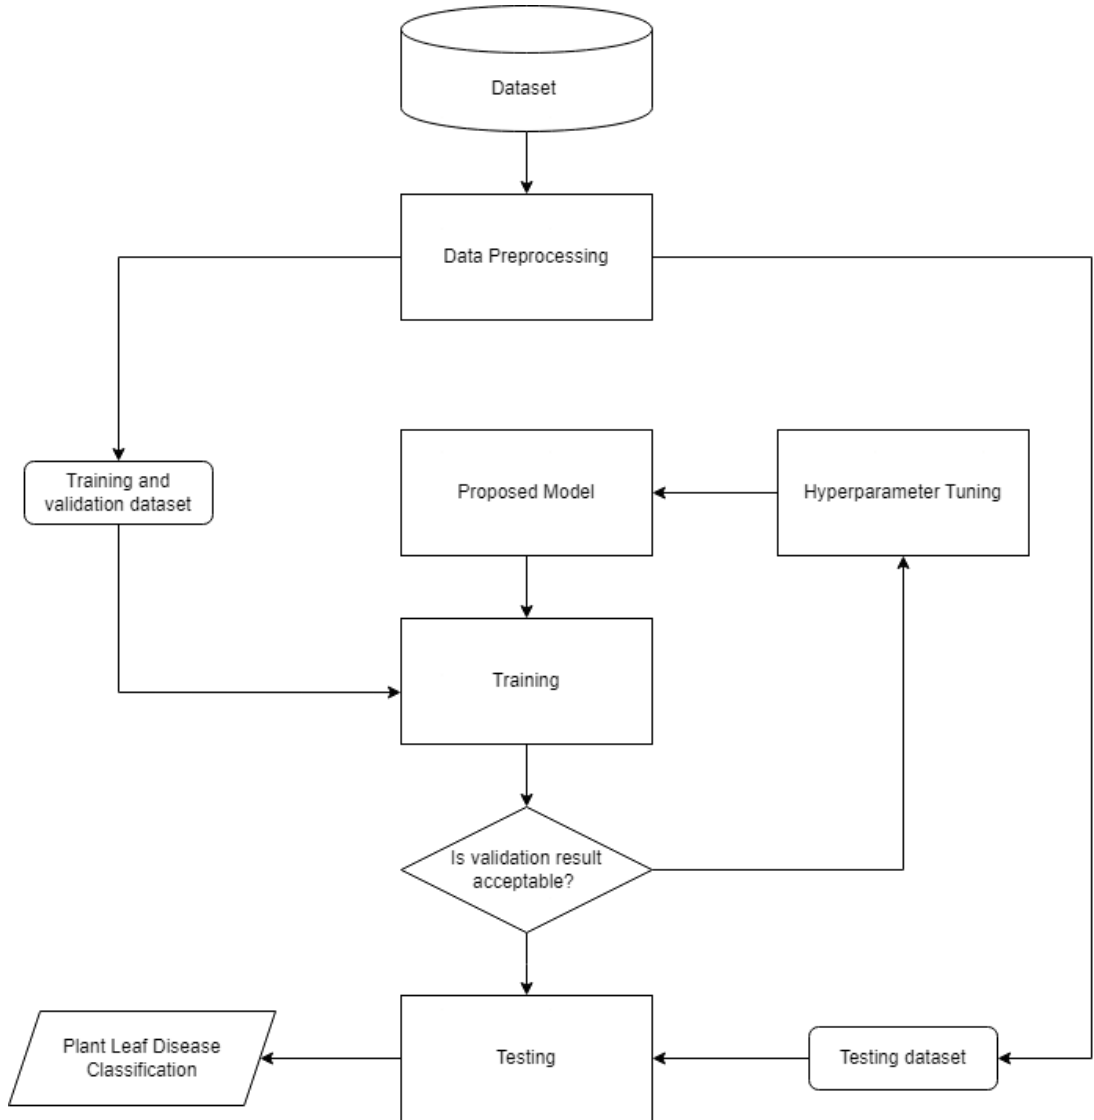 Dataset
Data Preprocessing
Training and
validation dataset
Proposed Model
Hyperparameter Tuning
Training
Is validation result
acceptable?
Plant Leaf Disease
Classification
Testing
Testing dataset